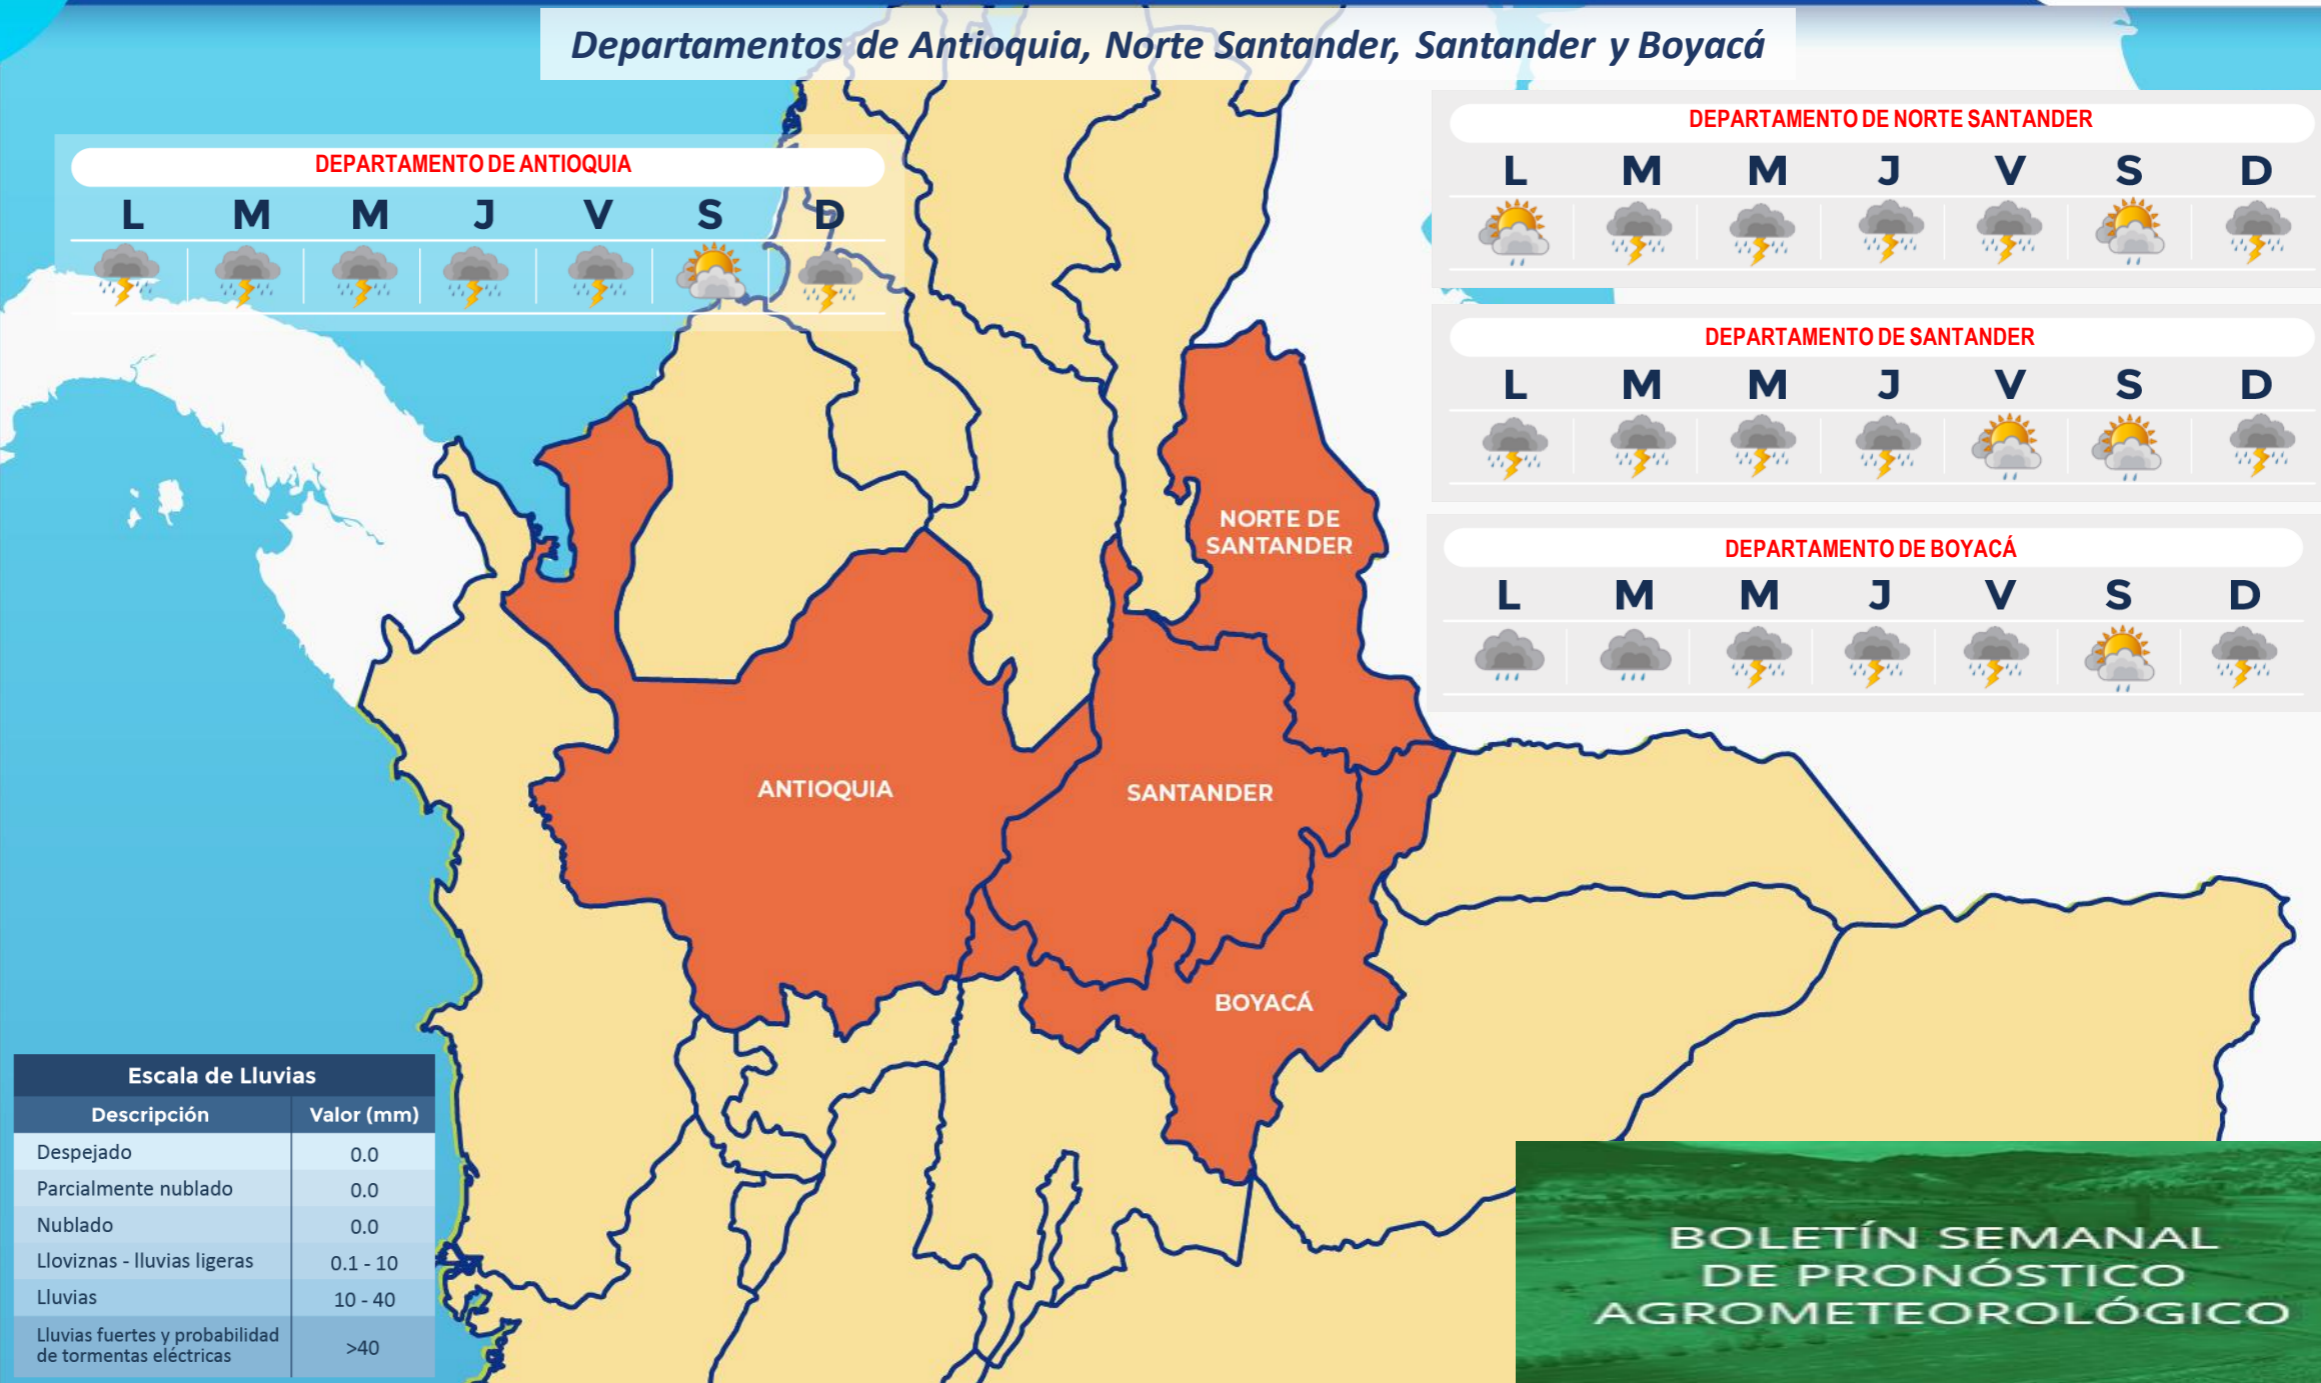 Departamentos de Antioquia, Norte Santander, Santander y Boyacá
DEPARTAMENTO DE ANTIOQUIA
L M M J V S D
DEPARTAMENTO DE NORTE SANTANDER
L M M J V S D
DEPARTAMENTO DE SANTANDER
L M M J V S D
DEPARTAMENTO DE BOYACÁ
L M M J V S D
NORTE DE
SANTANDER
ANTIOQUIA
SANTANDER
BOYACÁ
Escala de Lluvias
Descripción Valor (mm)
Despejado 0.0
Parcialmente nublado 0.0
Nublado 0.0
Lloviznas - lluvias ligeras 0.1 - 10
Lluvias 10 - 40
Lluvias fuertes y probabilidad
de tormentas eléctricas >40
BOLETÍN SEMANAL
DE PRONÓSTICO
AGROMETEOROLÓGICO